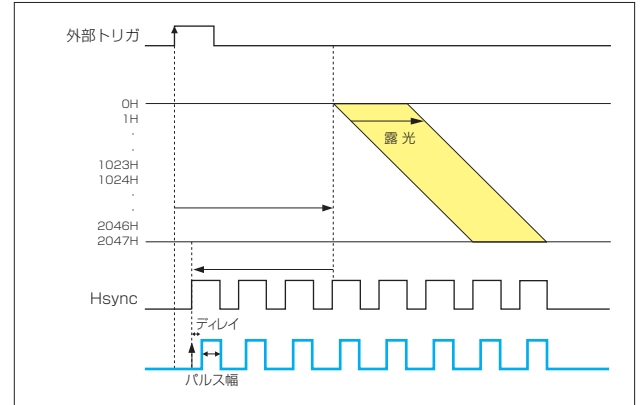 外部トリガ
0H
1H
·
·
1023H
1024H
·
·
2046H
2047H
露 光
Hsync
ディレイ
パルス幅